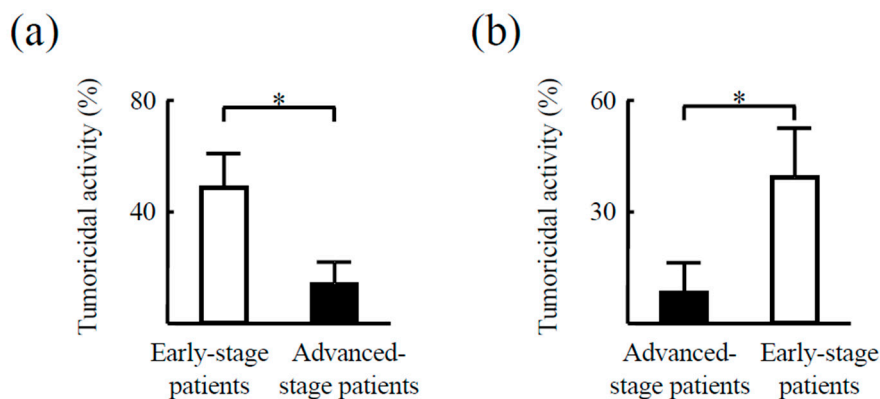 (a)
Tumoricidal activity (%)
80
40
*
Early-stage
patients
Advanced-
stage patients
(b)
Tumoricidal activity (%)
60
30
*
Advanced-
stage patients
Early-stage
patients